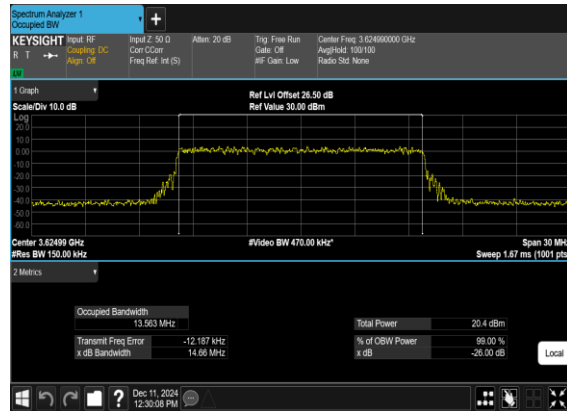 Spectrum Analyzer 1
Occupied BW
+
KEYSIGHT Input: RF Input Z: 50 Ω Atten: 20 dB Trig: Free Run Center Freq: 3.624990000 GHz
R T Coupling: DC Corr CCorr Gate: Off Avg|Hold: 100/100
Align: Off Freq Ref: Int (S) #IF Gain: Low Radio Std: None
1 Graph
Ref Lvl Offset 26.50 dB
Scale/Div 10.0 dB Ref Value 30.00 dBm
Log
20.0
10.0
0.00
-10.0
-20.0
-30.0
-40.0
-50.0
-60.0
Center 3.62499 GHz #Video BW 470.00 kHz* Span 30 MHz
#Res BW 150.00 kHz Sweep 1.67 ms (1001 pts)
2 Metrics
Occupied Bandwidth
13.563 MHz Total Power 20.4 dBm
Transmit Freq Error -12.187 kHz % of OBW Power 99.00 %
x dB Bandwidth 14.66 MHz x dB -26.00 dB
Local
? Dec 11, 2024
12:30:08 PM